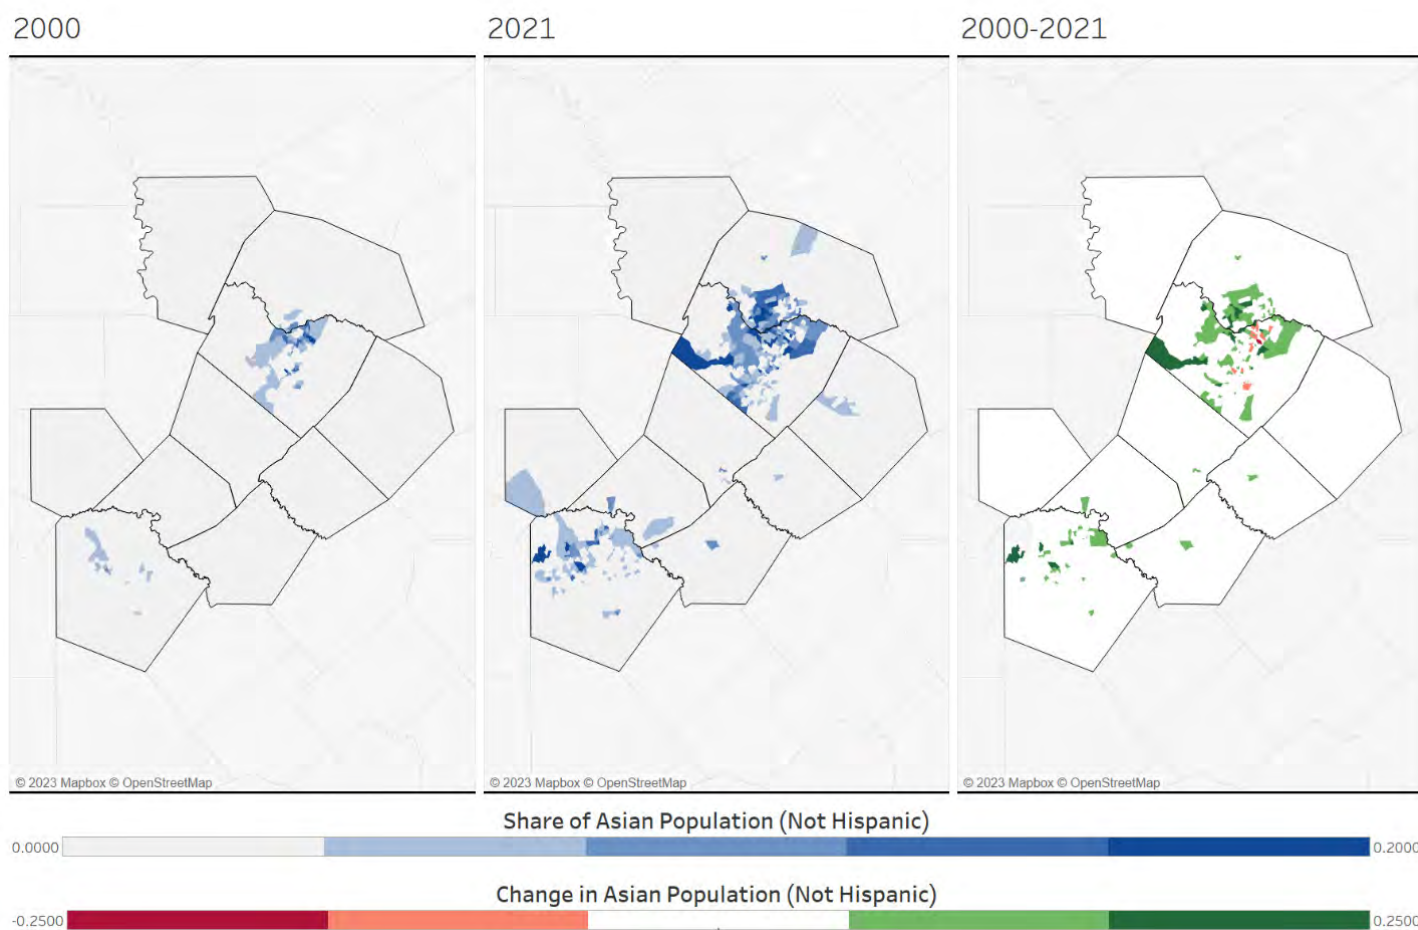 2000
2021
2000-2021
© 2023 Mapbox © OpenStreetMap
© 2023 Mapbox © OpenStreetMap
© 2023 Mapbox © OpenStreetMap
Share of Asian Population (Not Hispanic)
0.0000
0.2000
Change in Asian Population (Not Hispanic)
-0.2500
0.2500